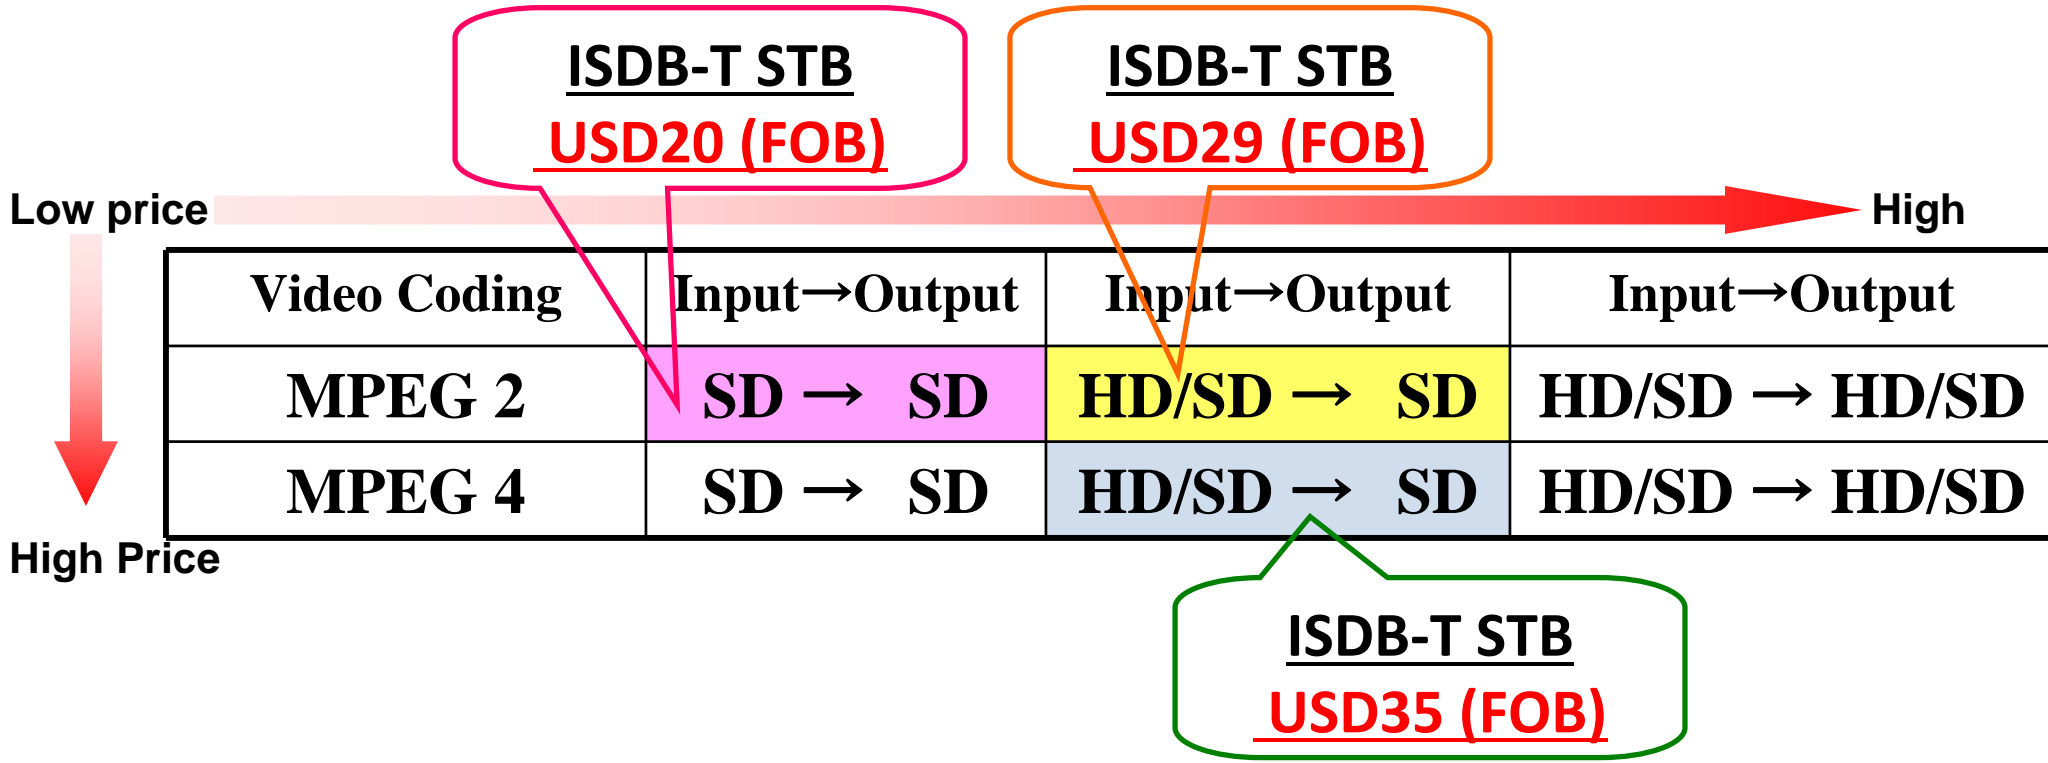 ISDB-T STB
USD20 (FOB)
ISDB-T STB
USD29 (FOB)
Low price
High
Video Coding Input→Output Input→Output Input→Output
MPEG 2 SD → SD HD/SD → SD HD/SD → HD/SD
MPEG 4 SD → SD HD/SD → SD HD/SD → HD/SD
High Price
ISDB-T STB
USD35 (FOB)